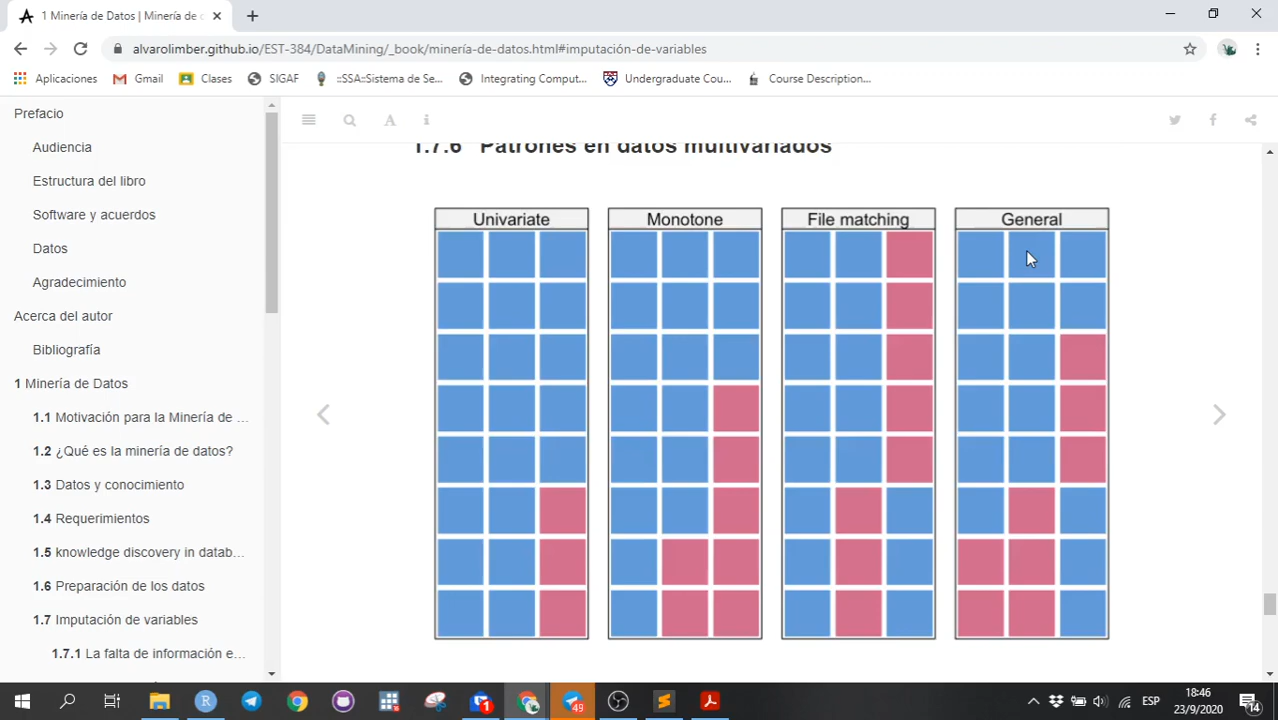 1 Minería de Datos | Minería de
alvarolimber.github.io/EST-384/DataMining/_book/minería-de-datos.html#imputación-de-variables
Aplicaciones
Gmail
Clases
SIGAF
::SSA::Sistema de Se...
Integrating Comput...
Undergraduate Cou...
Course Description...
Prefacio
Audiencia
Estructura del libro
Software y acuerdos
Datos
Agradecimiento
Acerca del autor
Bibliografía
1 Minería de Datos
1.1 Motivación para la Minería de ...
1.2 ¿Qué es la minería de datos?
1.3 Datos y conocimiento
1.4 Requerimientos
1.5 knowledge discovery in datab...
1.6 Preparación de los datos
1.7 Imputación de variables
1.7.1 La falta de información e...
A
1.7.6 Patrones en datos multivariados
Univariate
Monotone
File matching
General
49
1
ESP
18:46
23/9/2020
14